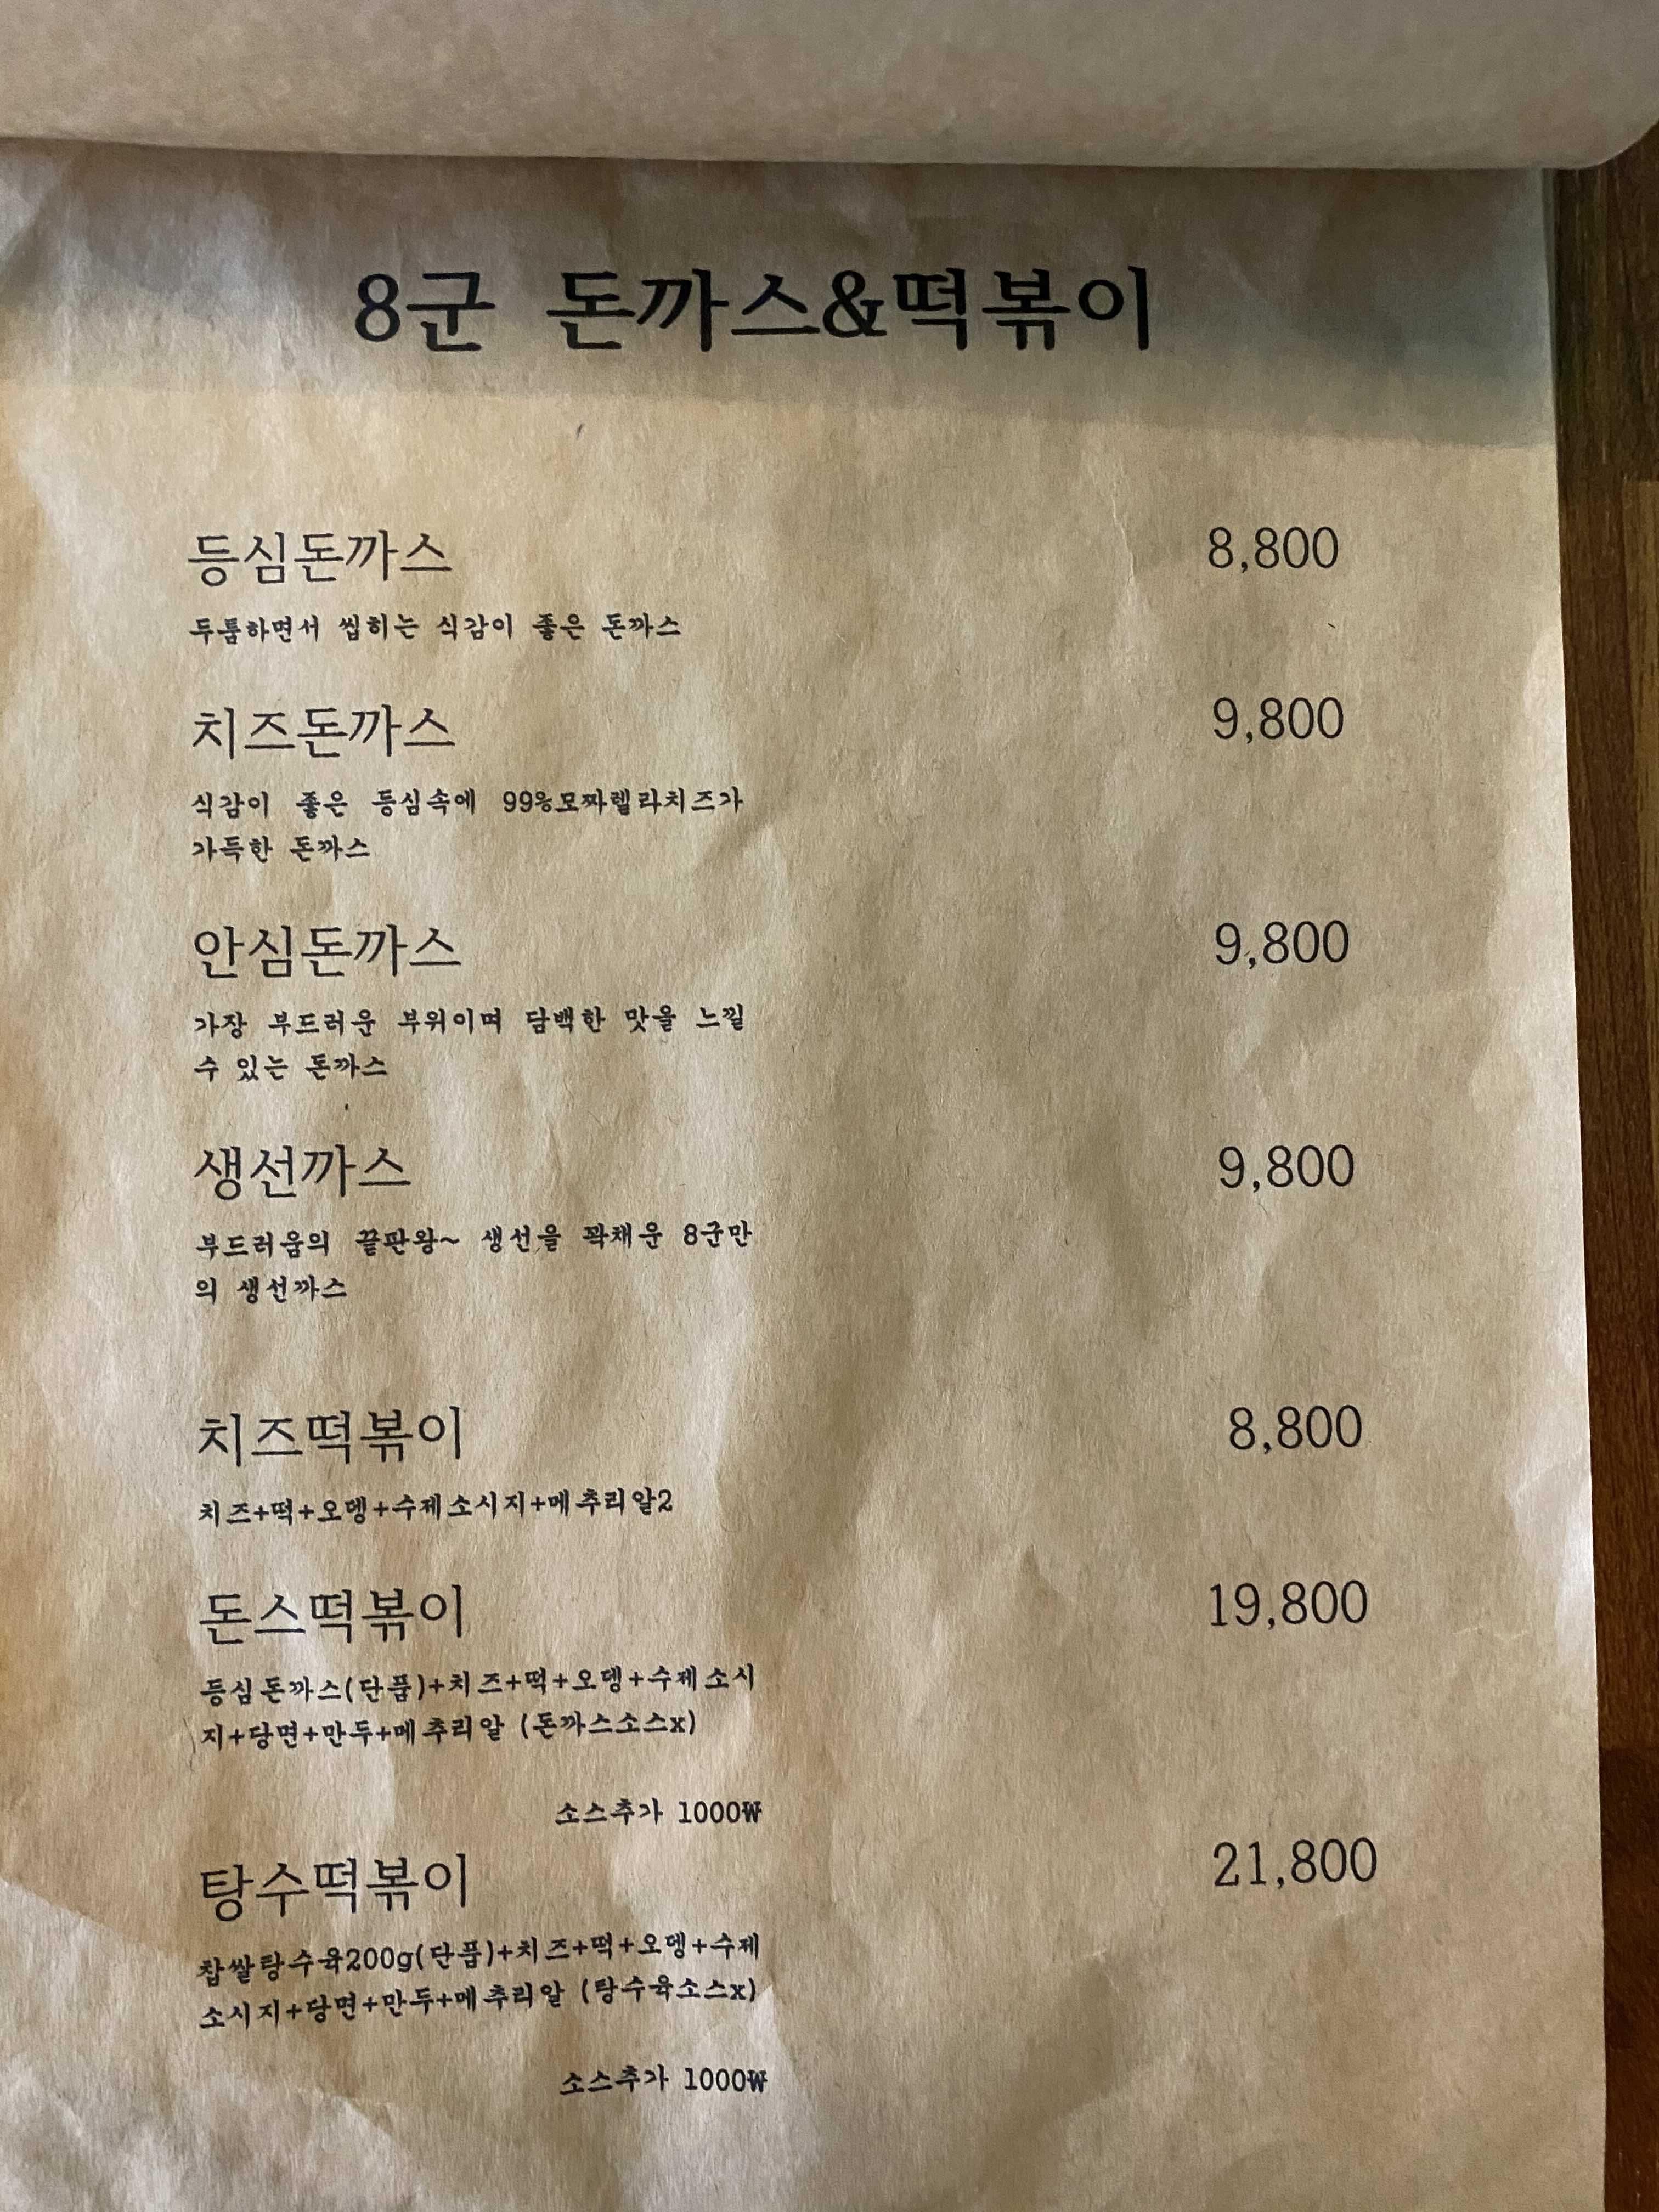 8군 돈까스&떡볶이
등심돈까스 8,800
두툼하면서 씹히는 식감이 좋은 돈까스
치즈돈까스 9,800
식감이 좋은 등심속에 99%모짜렐라치즈가
가득한 돈까스
안심돈까스 9,800
가장 부드러운 부위이며 담백한 맛을 느낄
수 있는 돈까스
생선까스 9,800
부드러움의 끝판왕~ 생선을 꽉채운 8군만
의 생선까스
치즈떡볶이 8,800
치즈+떡+오뎅+수제소시지+메추리알2
돈스떡볶이 19,800
등심돈까스(단품)+치즈+떡+오뎅+수제소시
지+당면+만두+메추리알 (돈까스소스x)
소스추가 1000₩
탕수떡볶이 21,800
찹쌀탕수육200g(단품)+치즈+떡+오뎅+수제
소시지+당면+만두+메추리알 (탕수육소스x)
소스추가 1000₩